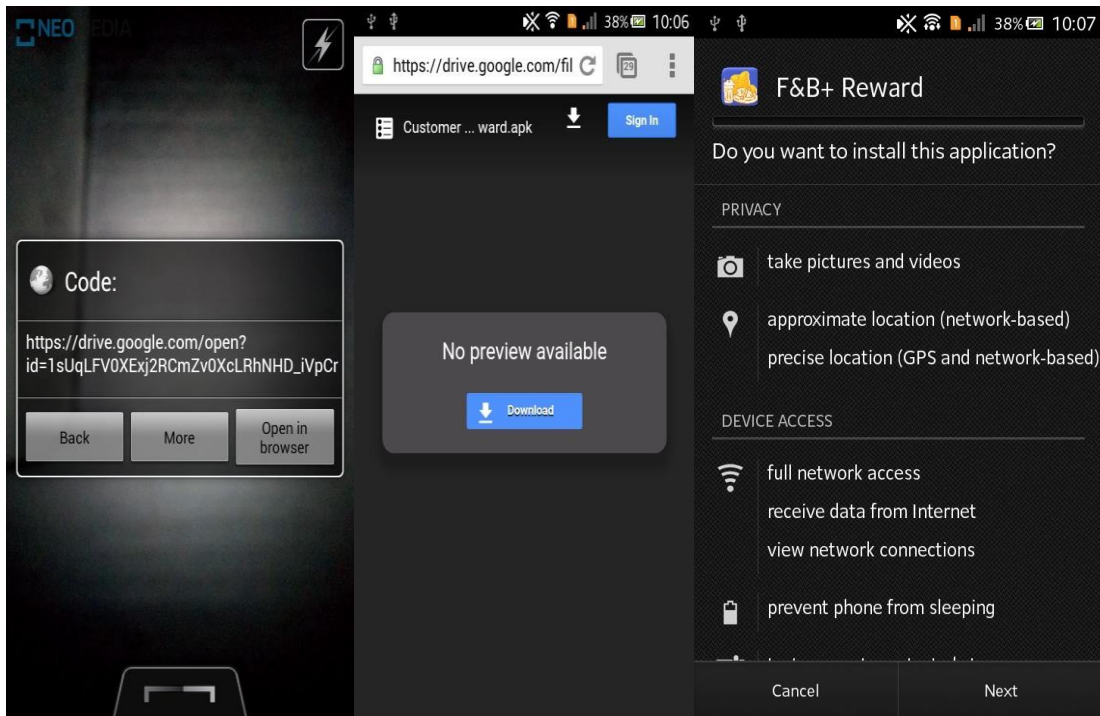 NEOMEDIA
Code:
https://drive.google.com/open?
id=1sUqLFV0XExj2RCmZv0XcLRhNHD_iVpCr
Back
More
Open in
browser
1
38%
10:06
https://drive.google.com/fil
29
Customer ... ward.apk
Sign In
No preview available
Download
1
38%
10:07
F&B+ Reward
Do you want to install this application?
PRIVACY
take pictures and videos
approximate location (network-based)
precise location (GPS and network-based)
DEVICE ACCESS
full network access
receive data from Internet
view network connections
prevent phone from sleeping
Cancel
Next